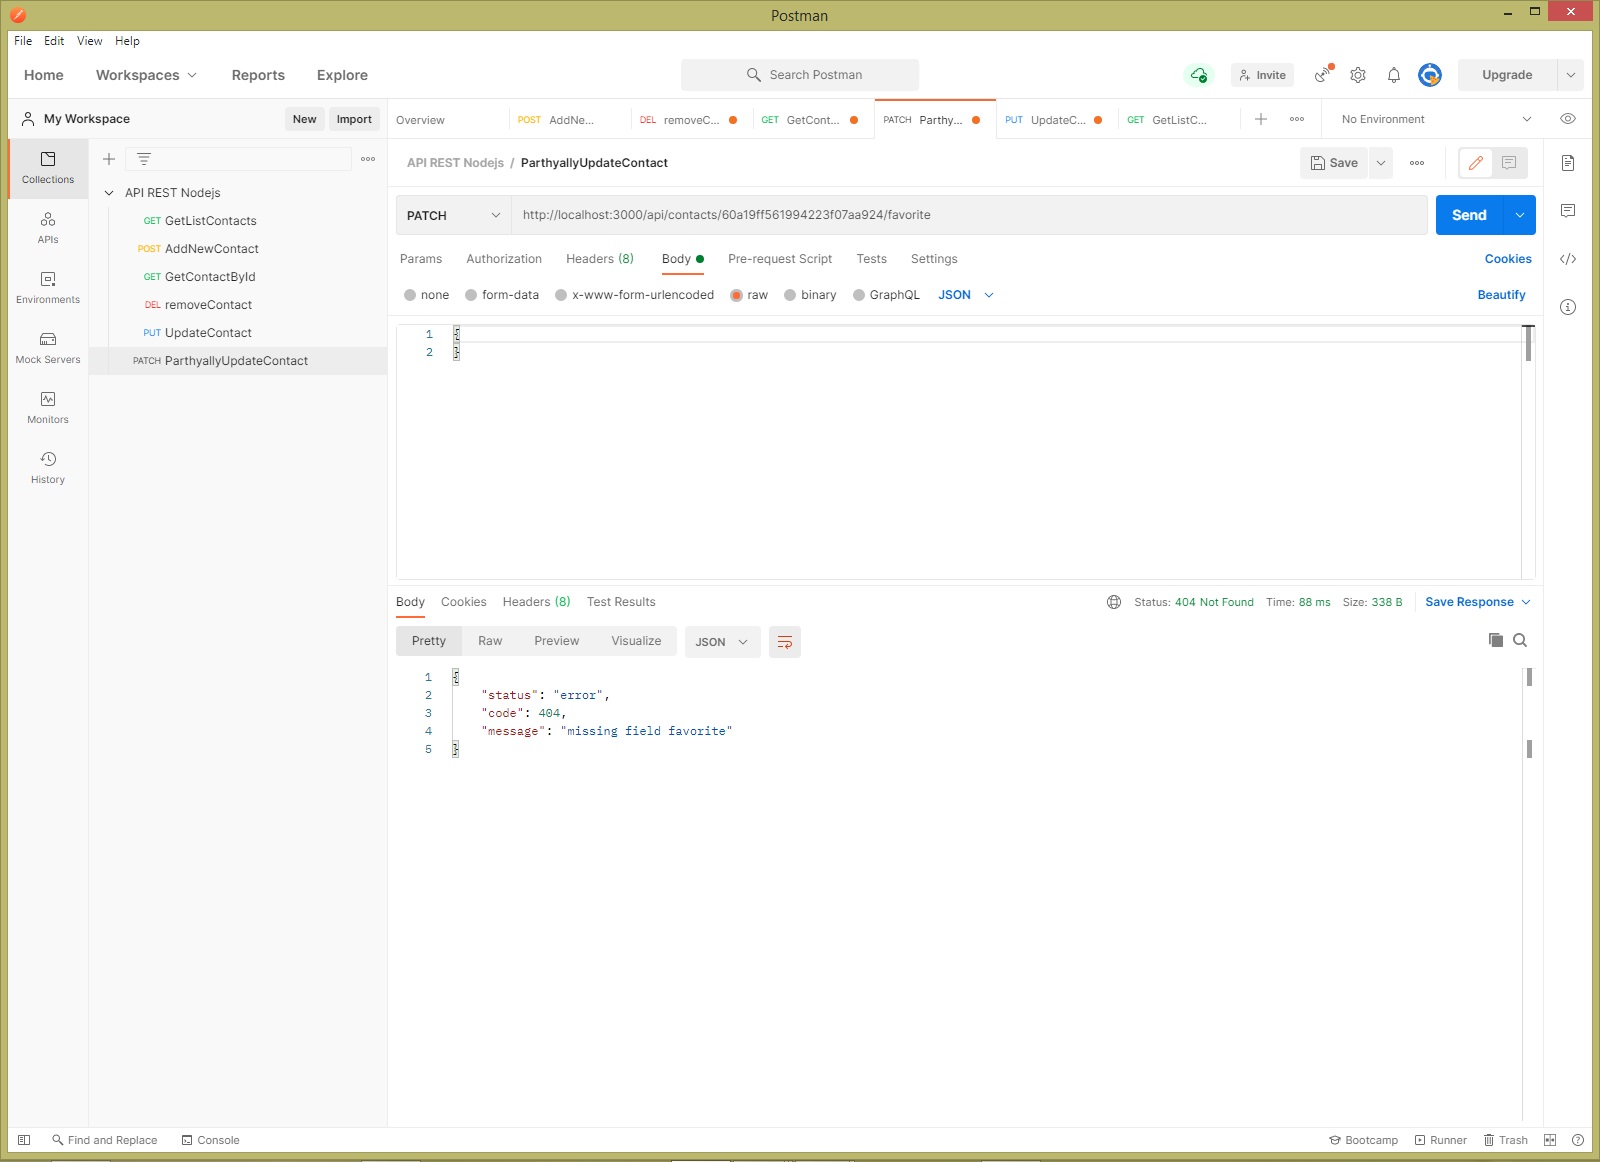 Postman
File Edit View Help
Home Workspaces Reports Explore Search Postman Invite Upgrade
My Workspace New Import
Overview POST AddNe... DEL removeC... GET GetCont... PATCH Parthy... PUT UpdateC... GET GetListC... No Environment
Collections
APIs
Environments
Mock Servers
Monitors
History
API REST Nodejs
GET GetListContacts
POST AddNewContact
GET GetContactById
DEL removeContact
PUT UpdateContact
PATCH ParthyallyUpdateContact
API REST Nodejs / ParthyallyUpdateContact Save
PATCH http://localhost:3000/api/contacts/60a19ff561994223f07aa924/favorite Send
Params Authorization Headers (8) Body Pre-request Script Tests Settings Cookies
none form-data x-www-form-urlencoded raw binary GraphQL JSON Beautify
1 {
2 }
Body Cookies Headers (8) Test Results Status: 404 Not Found Time: 88 ms Size: 338 B Save Response
Pretty Raw Preview Visualize JSON
1 {
2 "status": "error",
3 "code": 404,
4 "message": "missing field favorite"
5 }
Find and Replace Console Bootcamp Runner Trash